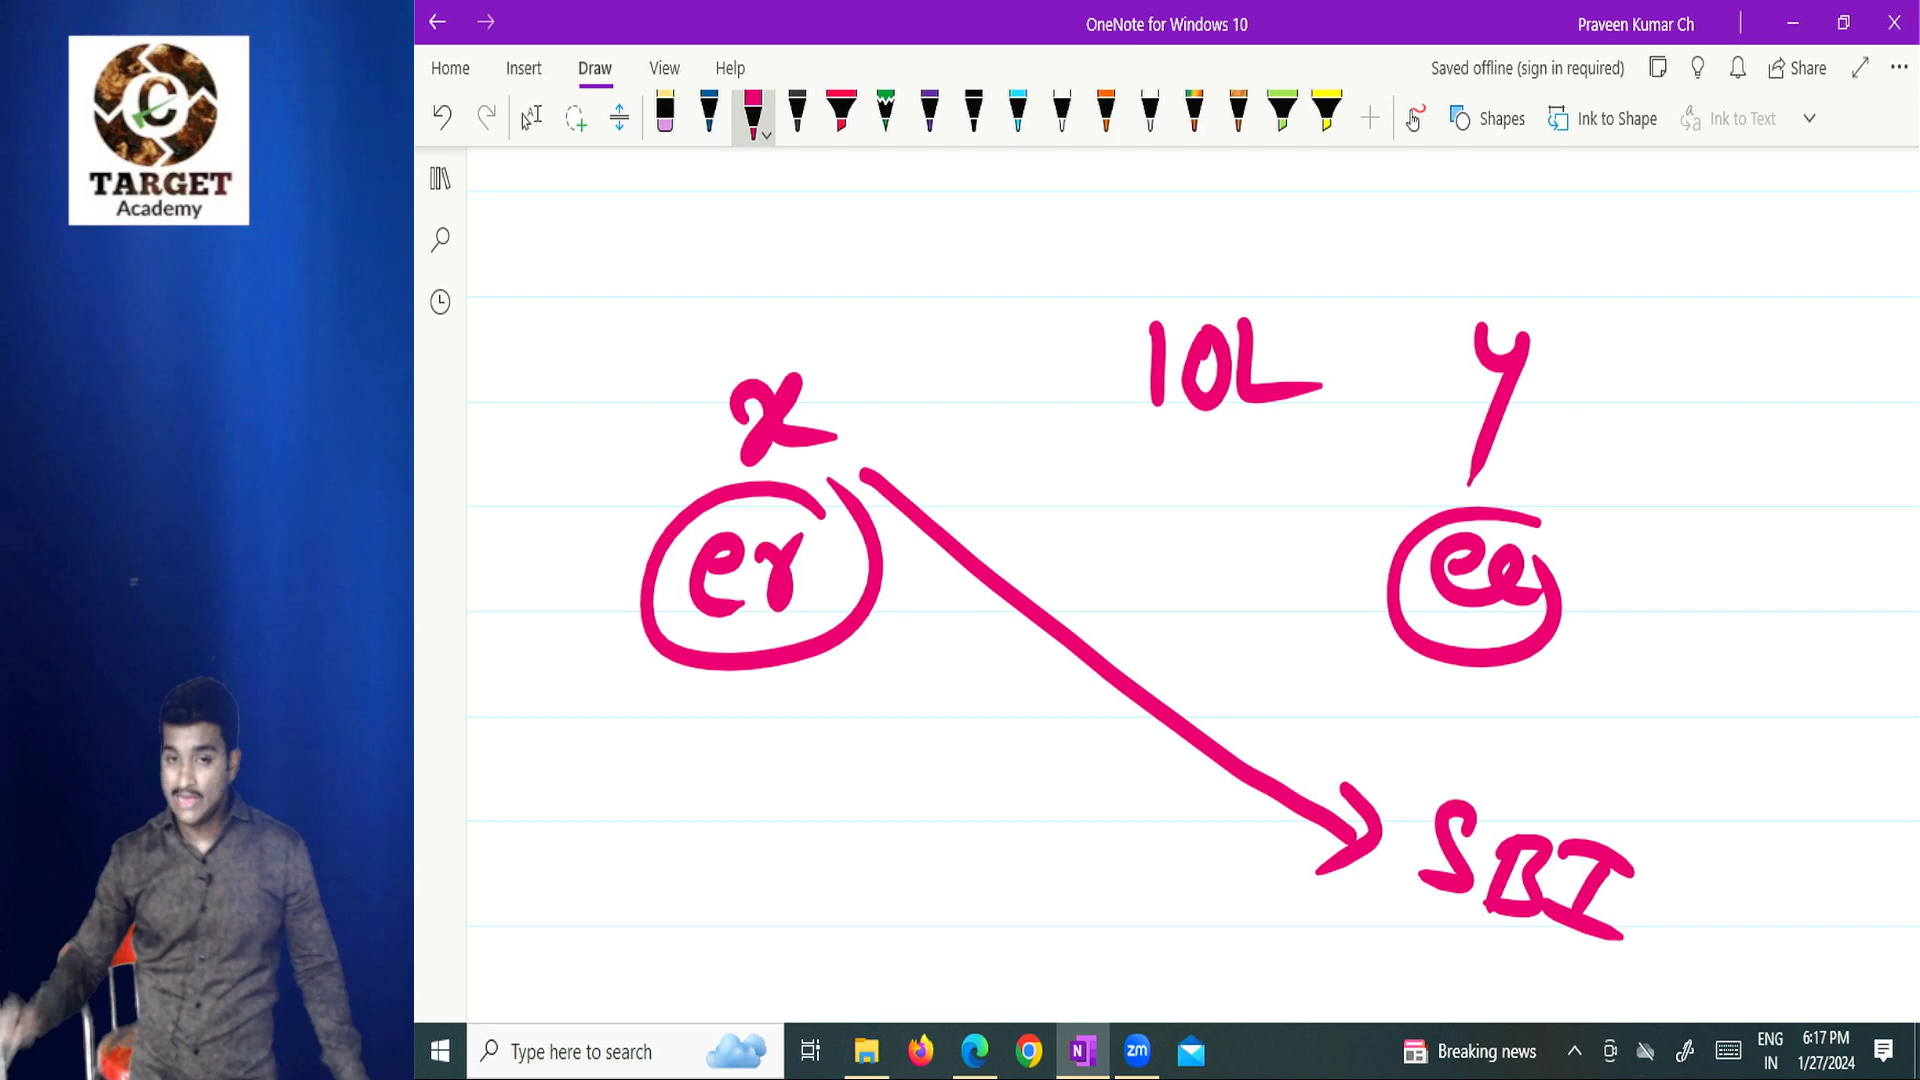 OneNote for Windows 10
Praveen Kumar Ch
TARGET
Academy
Home Insert Draw View Help
Saved offline (sign in required) Share
Shapes Ink to Shape Ink to Text
10L y
x
er ee
SBI
Type here to search
zm
N
Breaking news
ENG
IN
6:17 PM
1/27/2024